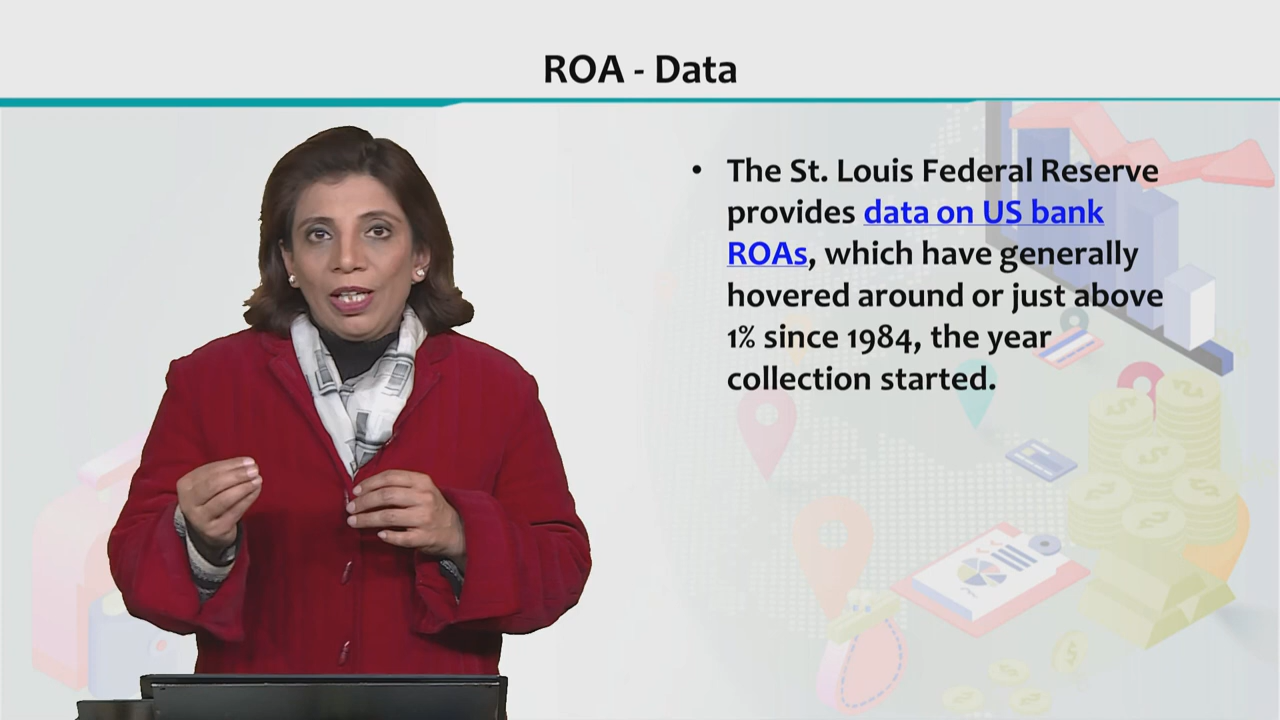 ROA - Data
• The St. Louis Federal Reserve
provides data on US bank
ROAs, which have generally
hovered around or just above
1% since 1984, the year
collection started.